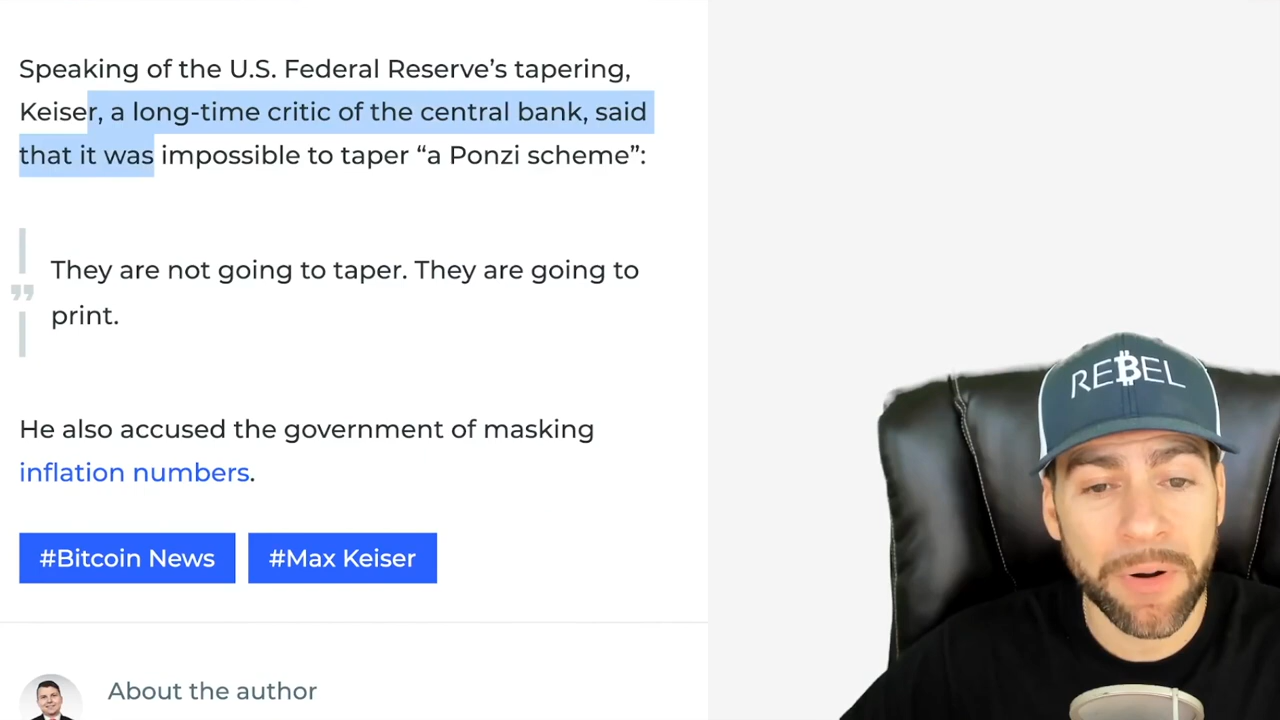 Speaking of the U.S. Federal Reserve’s tapering,
Keiser, a long-time critic of the central bank, said
that it was impossible to taper “a Ponzi scheme”:
They are not going to taper. They are going to
print.
He also accused the government of masking
inflation numbers.
#Bitcoin News #Max Keiser
About the author
REBEL